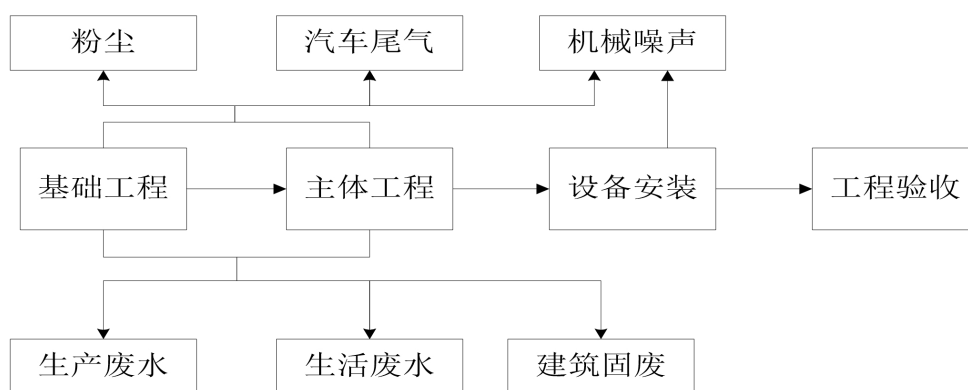 粉尘
汽车尾气
机械噪声
基础工程
主体工程
设备安装
工程验收
生产废水
生活废水
建筑固废